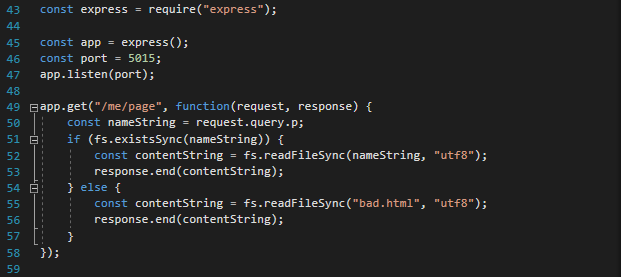 43 const express = require("express");
44
45 const app = express();
46 const port = 5015;
47 app.listen(port);
48
49 app.get("/me/page", function(request, response) {
50     const nameString = request.query.p;
51     if (fs.existsSync(nameString)) {
52         const contentString = fs.readFileSync(nameString, "utf8");
53         response.end(contentString);
54     } else {
55         const contentString = fs.readFileSync("bad.html", "utf8");
56         response.end(contentString);
57     }
58 });
59